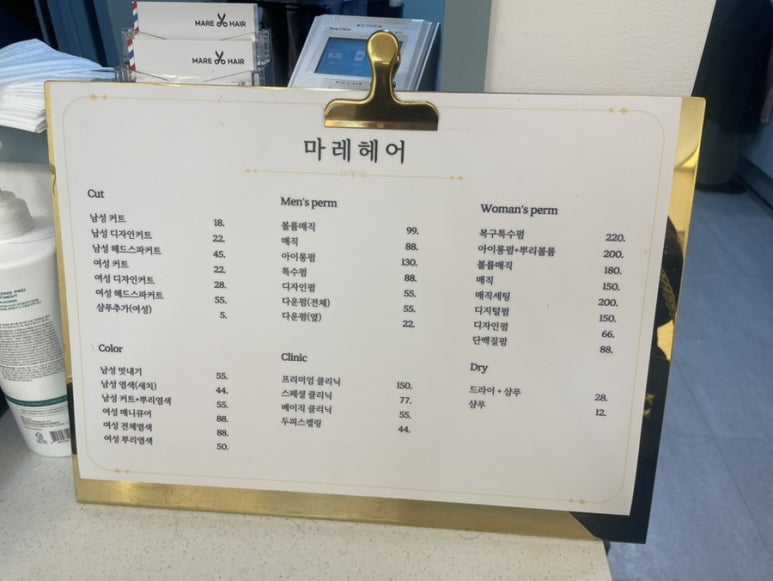 MARE HAIR
MARE HAIR
마레헤어
Cut
남성 커트 18.
남성 디자인커트 22.
남성 헤드스파커트 45.
여성 커트 22.
여성 디자인커트 28.
여성 헤드스파커트 55.
샴푸추가(여성) 5.
Men's perm
볼륨매직 99.
매직 88.
아이롱펌 130.
특수펌 88.
디자인펌 55.
다운펌(전체) 55.
다운펌(옆) 22.
Woman's perm
복구특수펌 220.
아이롱펌+뿌리볼륨 200.
볼륨매직 180.
매직 150.
매직세팅 200.
디지털펌 150.
디자인펌 66.
단백질펌 88.
Color
남성 멋내기 55.
남성 염색(새치) 44.
남성 커트+뿌리염색 55.
여성 매니큐어 88.
여성 전체염색 88.
여성 뿌리염색 50.
Clinic
프리미엄 클리닉 150.
스페셜 클리닉 77.
베이직 클리닉 55.
두피스켈링 44.
Dry
드라이 + 샴푸 28.
샴푸 12.